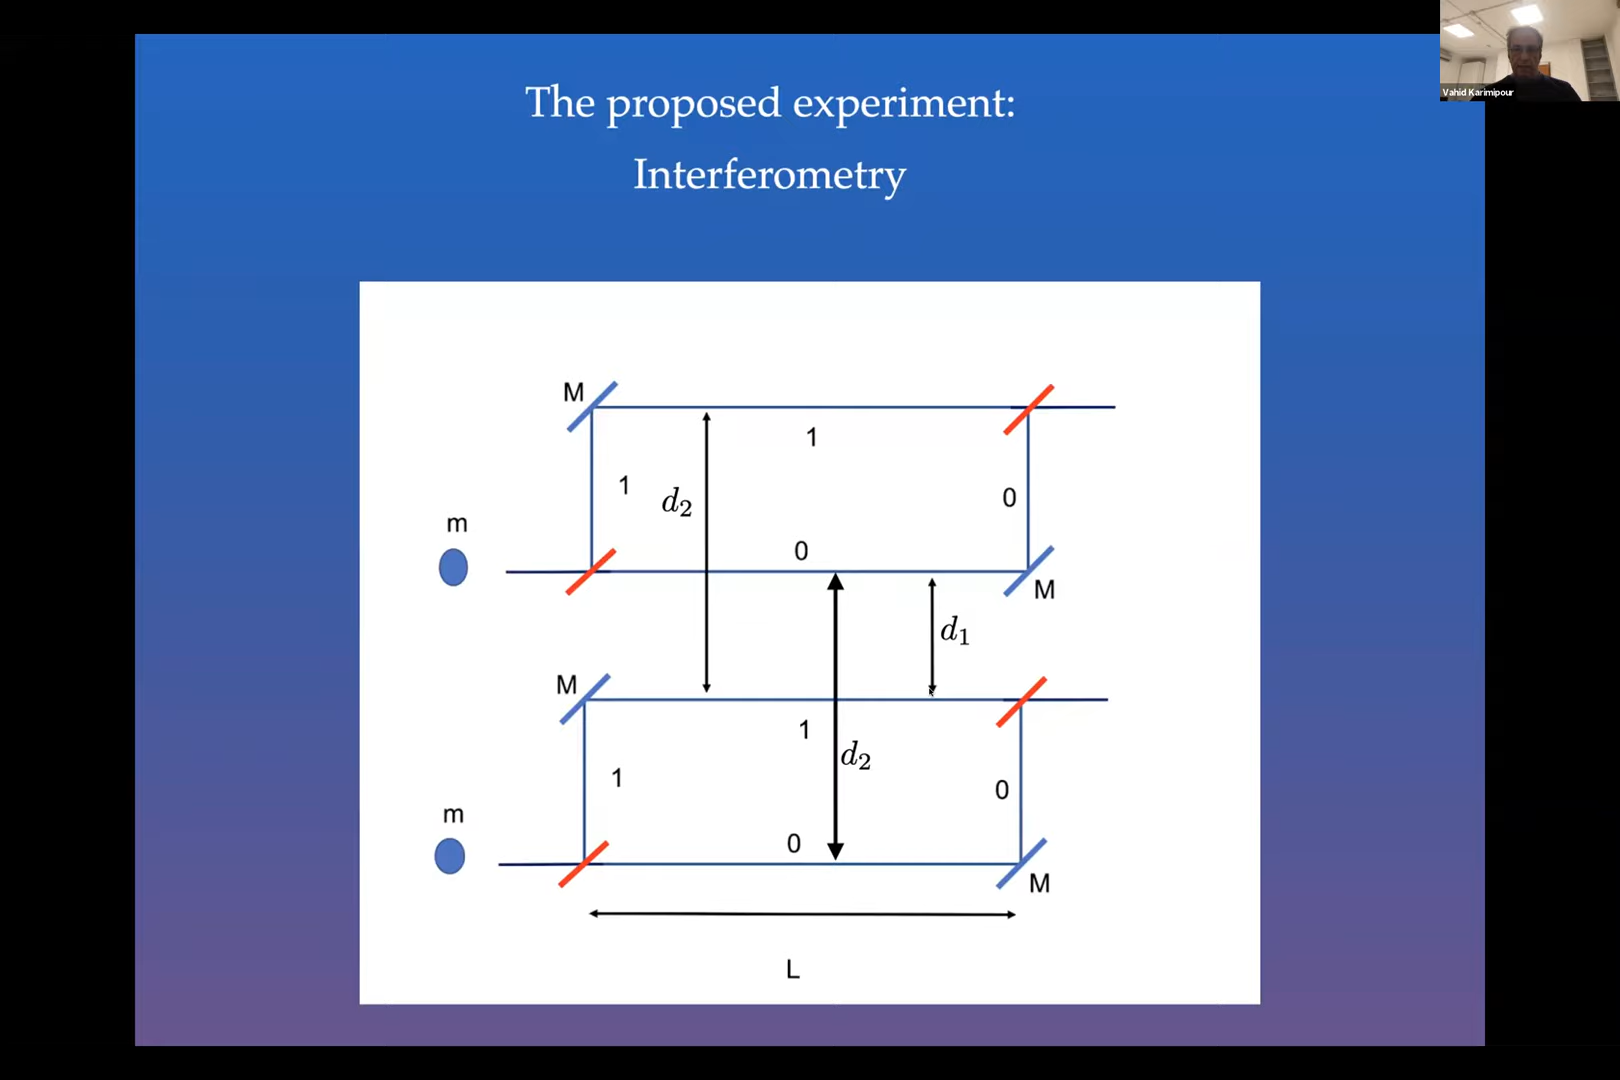 Vahid Karimipour
The proposed experiment:
Interferometry
M
1
1
d₂
0
m
0
M
d₁
M
1
d₂
1
0
m
0
M
L